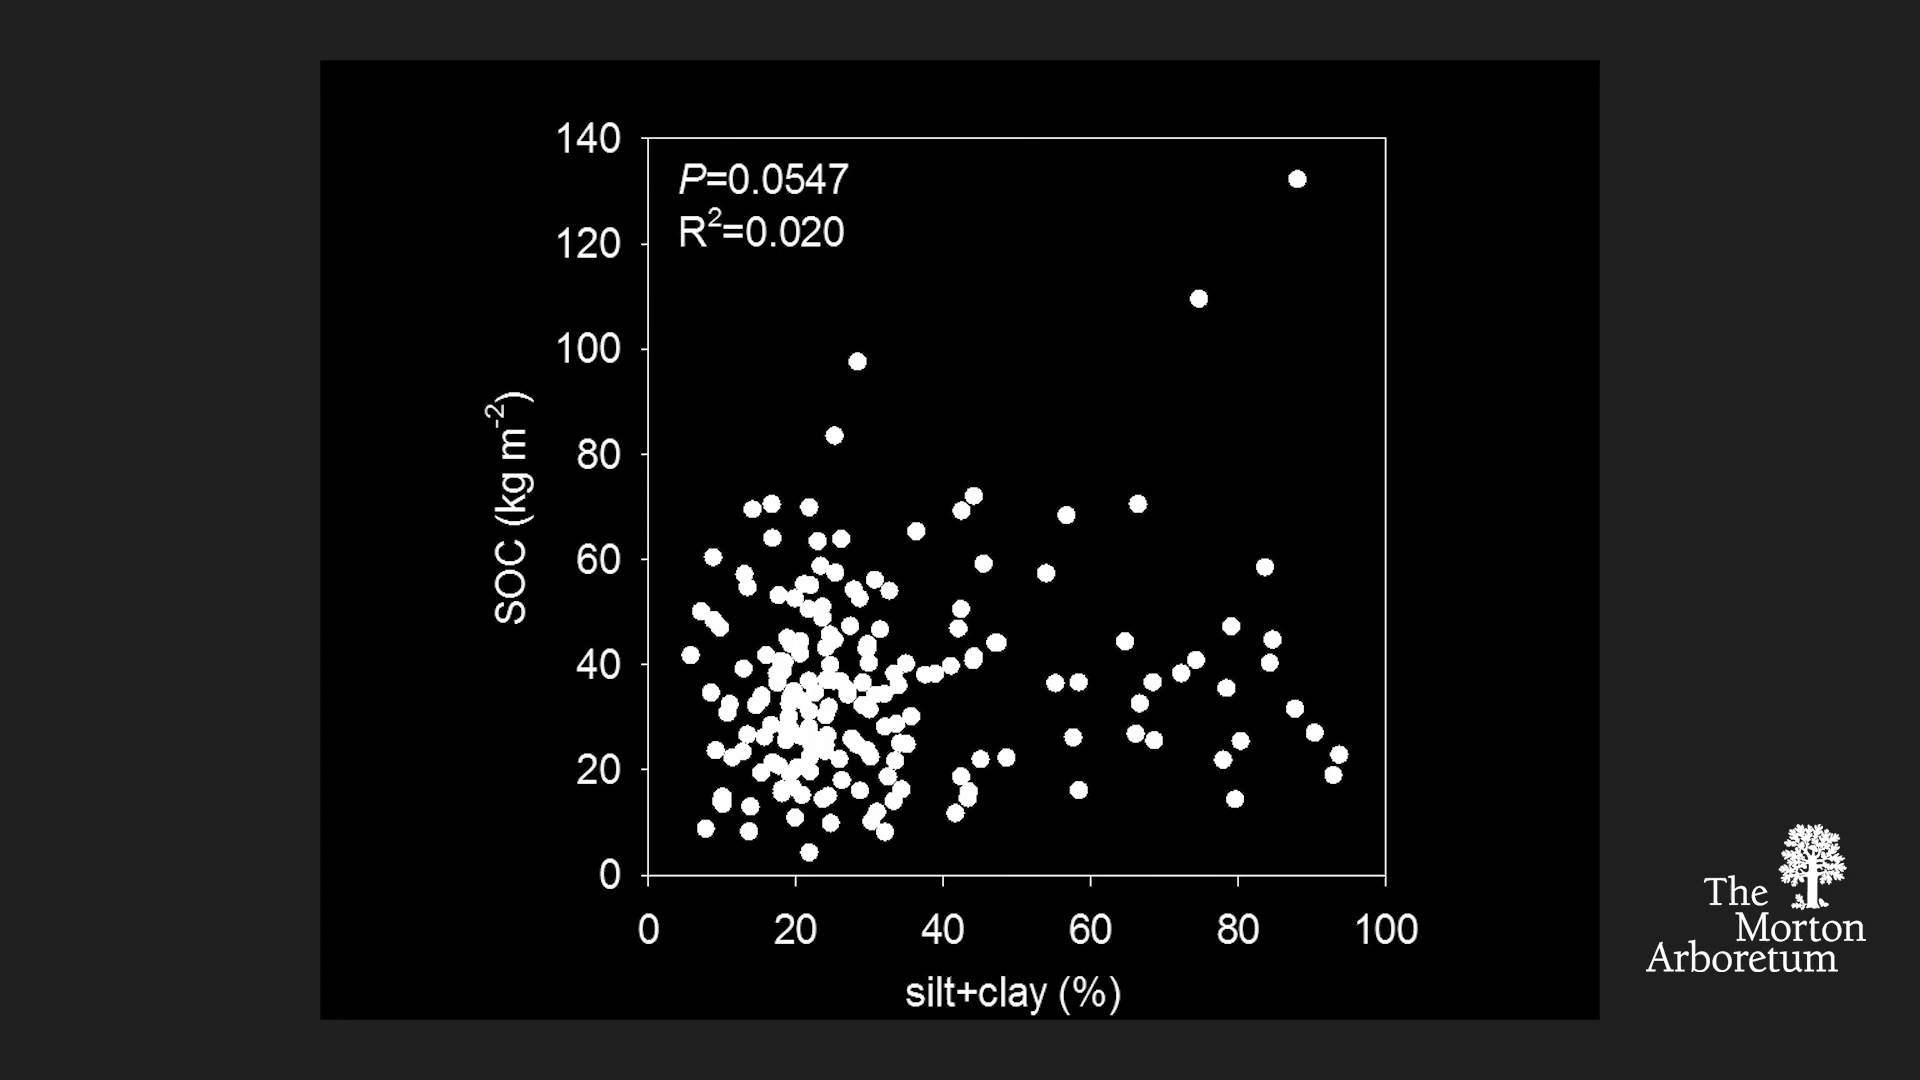 P=0.0547
R²=0.020
140
120
100
80
60
40
20
0
SOC (kg m⁻²)
0 20 40 60 80 100
silt+clay (%)
The
Morton
Arboretum